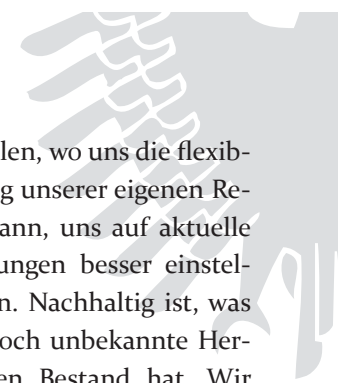 len, wo uns die flexib-
g unserer eigenen Re-
ann, uns auf aktuelle
ungen besser einstel-
n. Nachhaltig ist, was
och unbekannte Her-
en Bestand hat. Wir